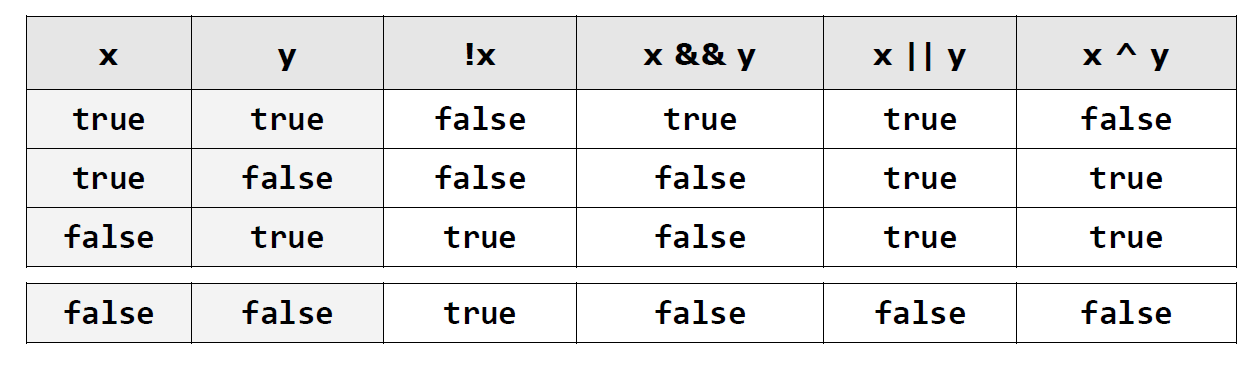 x y !x x && y x || y x ^ y
true true false true true false
true false false false true true
false true true false true true
false false true false false false